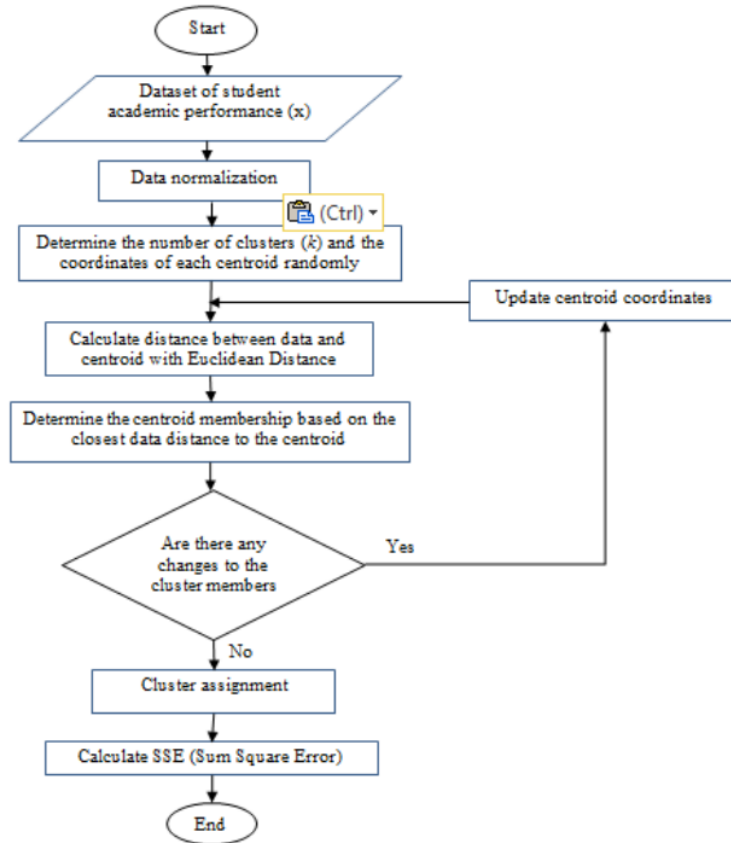 Start
Dataset of student
academic performance (x)
Data normalization
(Ctrl)
Determine the number of clusters (k) and the
coordinates of each centroid randomly
Update centroid coordinates
Calculate distance between data and
centroid with Euclidean Distance
Determine the centroid membership based on the
closest data distance to the centroid
Are there any
changes to the
cluster members
Yes
No
Cluster assignment
Calculate SSE (Sum Square Error)
End